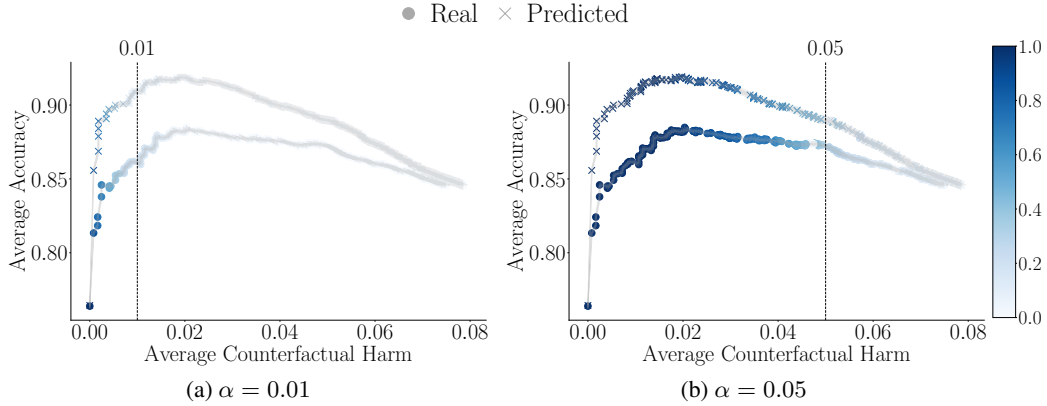 Real Predicted
0.01
0.90
0.85
0.80
Average Accuracy
0.00 0.02 0.04 0.06 0.08
Average Counterfactual Harm
(a) α = 0.01
0.05
0.90
0.85
0.80
Average Accuracy
0.00 0.02 0.04 0.06 0.08
Average Counterfactual Harm
(b) α = 0.05
1.0
0.8
0.6
0.4
0.2
0.0